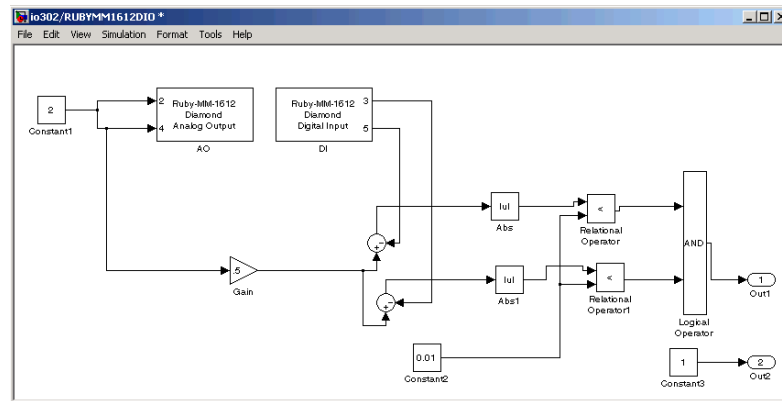 io302/RUBYMM1612DIO *
File Edit View Simulation Format Tools Help
2
Constant1
2
4
Ruby-MM-1612
Diamond
Analog Output
AO
Ruby-MM-1612
Diamond
Digital Input
3
5
DI
.5
Gain
+
-
+
-
|u|
Abs
|u|
Abs1
<
Relational
Operator
<
Relational
Operator1
AND
Logical
Operator
1
Out1
0.01
Constant2
1
Constant3
2
Out2